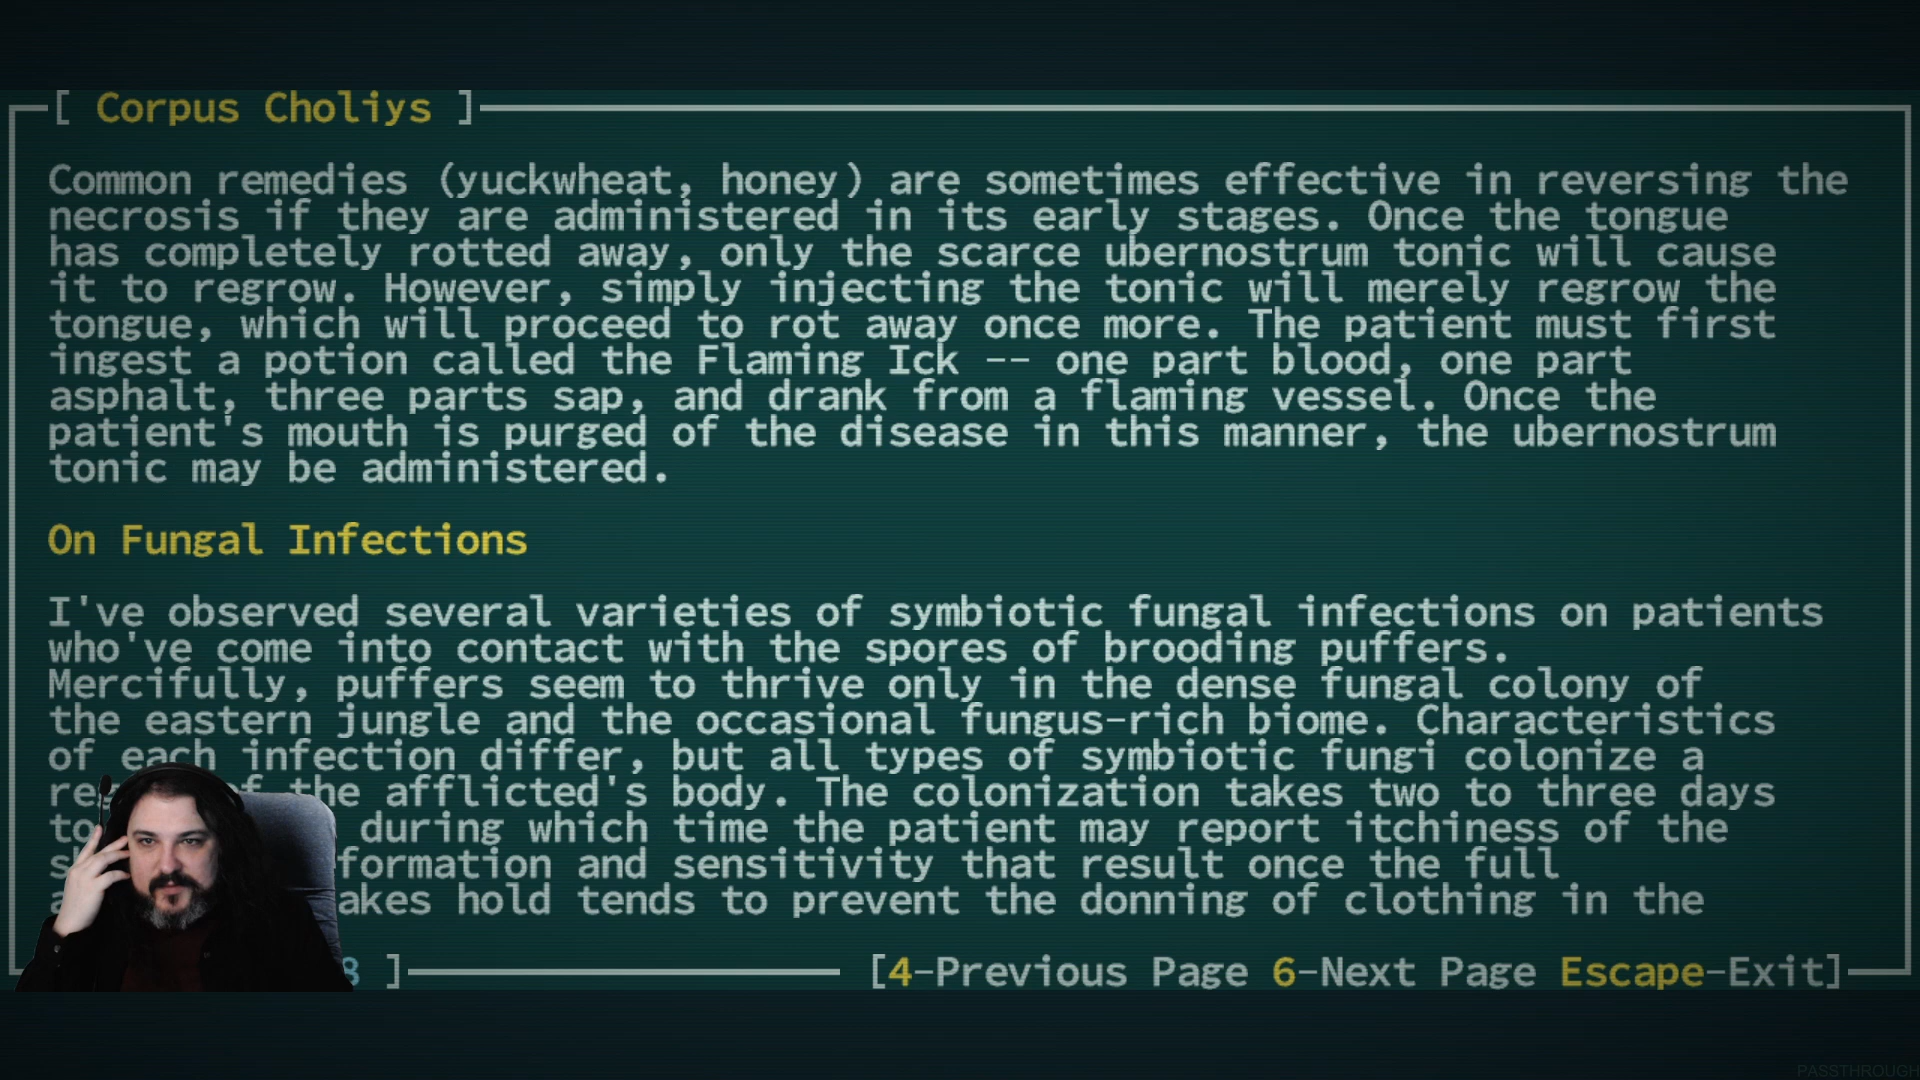 [ Corpus Choliys ]
Common remedies (yuckwheat, honey) are sometimes effective in reversing the
necrosis if they are administered in its early stages. Once the tongue
has completely rotted away, only the scarce ubernostrum tonic will cause
it to regrow. However, simply injecting the tonic will merely regrow the
tongue, which will proceed to rot away once more. The patient must first
ingest a potion called the Flaming Ick -- one part blood, one part
asphalt, three parts sap, and drank from a flaming vessel. Once the
patient's mouth is purged of the disease in this manner, the ubernostrum
tonic may be administered.
On Fungal Infections
I've observed several varieties of symbiotic fungal infections on patients
who've come into contact with the spores of brooding puffers.
Mercifully, puffers seem to thrive only in the dense fungal colony of
the eastern jungle and the occasional fungus-rich biome. Characteristics
of each infection differ, but all types of symbiotic fungi colonize a
the afflicted's body. The colonization takes two to three days
during which time the patient may report itchiness of the
formation and sensitivity that result once the full
akes hold tends to prevent the donning of clothing in the
8 ] [4-Previous Page 6-Next Page Escape-Exit]
PASSTHROUGH